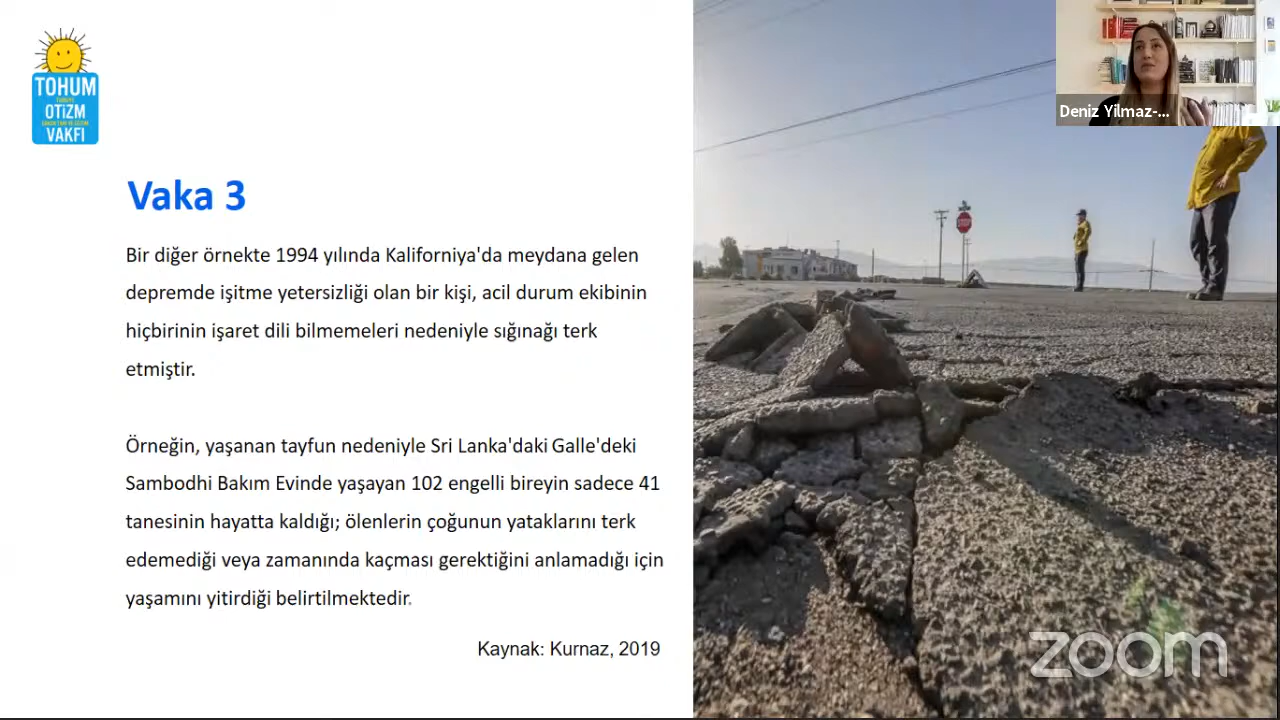 TOHUM
TÜRKİYE
OTİZM
VAKFI
Deniz Yilmaz-...
Vaka 3
Bir diğer örnekte 1994 yılında Kaliforniya'da meydana gelen
depremde işitme yetersizliği olan bir kişi, acil durum ekibinin
hiçbirinin işaret dili bilmemeleri nedeniyle sığınağı terk
etmiştir.
Örneğin, yaşanan tayfun nedeniyle Sri Lanka'daki Galle'deki
Sambodhi Bakım Evinde yaşayan 102 engelli bireyin sadece 41
tanesinin hayatta kaldığı; ölenlerin çoğunun yataklarını terk
edemediği veya zamanında kaçması gerektiğini anlamadığı için
yaşamını yitirdiği belirtilmektedir.
Kaynak: Kurnaz, 2019
STOP
zoom